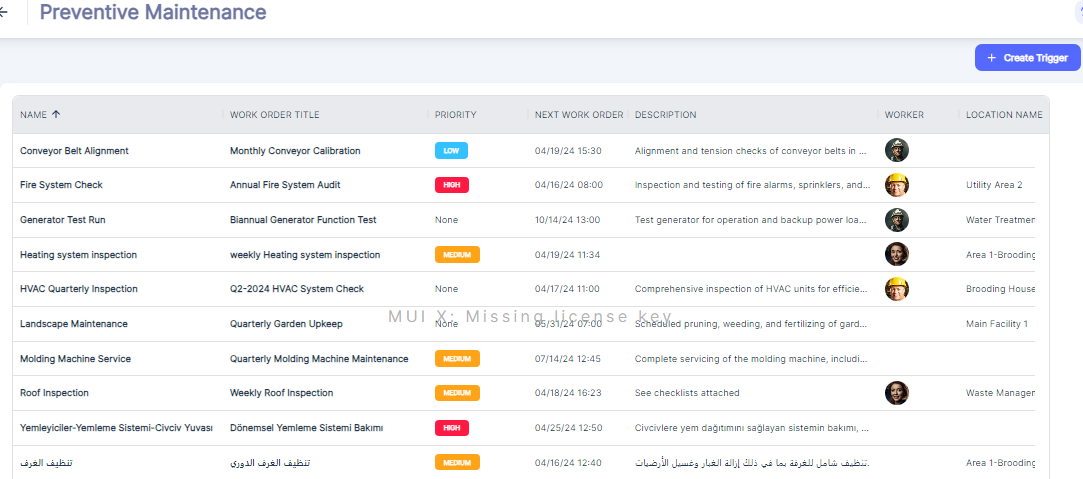 Preventive Maintenance
+ Create Trigger
NAME WORK ORDER TITLE PRIORITY NEXT WORK ORDER DESCRIPTION WORKER LOCATION NAME
Conveyor Belt Alignment Monthly Conveyor Calibration LOW 04/19/24 15:30 Alignment and tension checks of conveyor belts in ...
Fire System Check Annual Fire System Audit HIGH 04/16/24 08:00 Inspection and testing of fire alarms, sprinklers, and... Utility Area 2
Generator Test Run Biannual Generator Function Test None 10/14/24 13:00 Test generator for operation and backup power loa... Water Treatmen
Heating system inspection weekly Heating system inspection MEDIUM 04/19/24 11:34 Area 1-Brooding
HVAC Quarterly Inspection Q2-2024 HVAC System Check None 04/17/24 11:00 Comprehensive inspection of HVAC units for efficie... Brooding House
MUI X: Missing license key
Landscape Maintenance Quarterly Garden Upkeep None 05/31/24 07:00 Scheduled pruning, weeding, and fertilizing of gard... Main Facility 1
Molding Machine Service Quarterly Molding Machine Maintenance MEDIUM 07/14/24 12:45 Complete servicing of the molding machine, includi...
Roof Inspection Weekly Roof Inspection MEDIUM 04/18/24 16:23 See checklists attached Waste Managen
Yemleyiciler-Yemleme Sistemi-Civciv Yuvası Dönemsel Yemleme Sistemi Bakımı HIGH 04/25/24 12:50 Civcivlere yem dağıtımını sağlayan sistemin bakımı, ...
تنظيف الغرف تنظيف الغرف الدوري MEDIUM 04/16/24 12:40 تنظيف شامل للغرفة بما في ذلك إزالة الغبار وغسيل الأرضيات. Area 1-Brooding